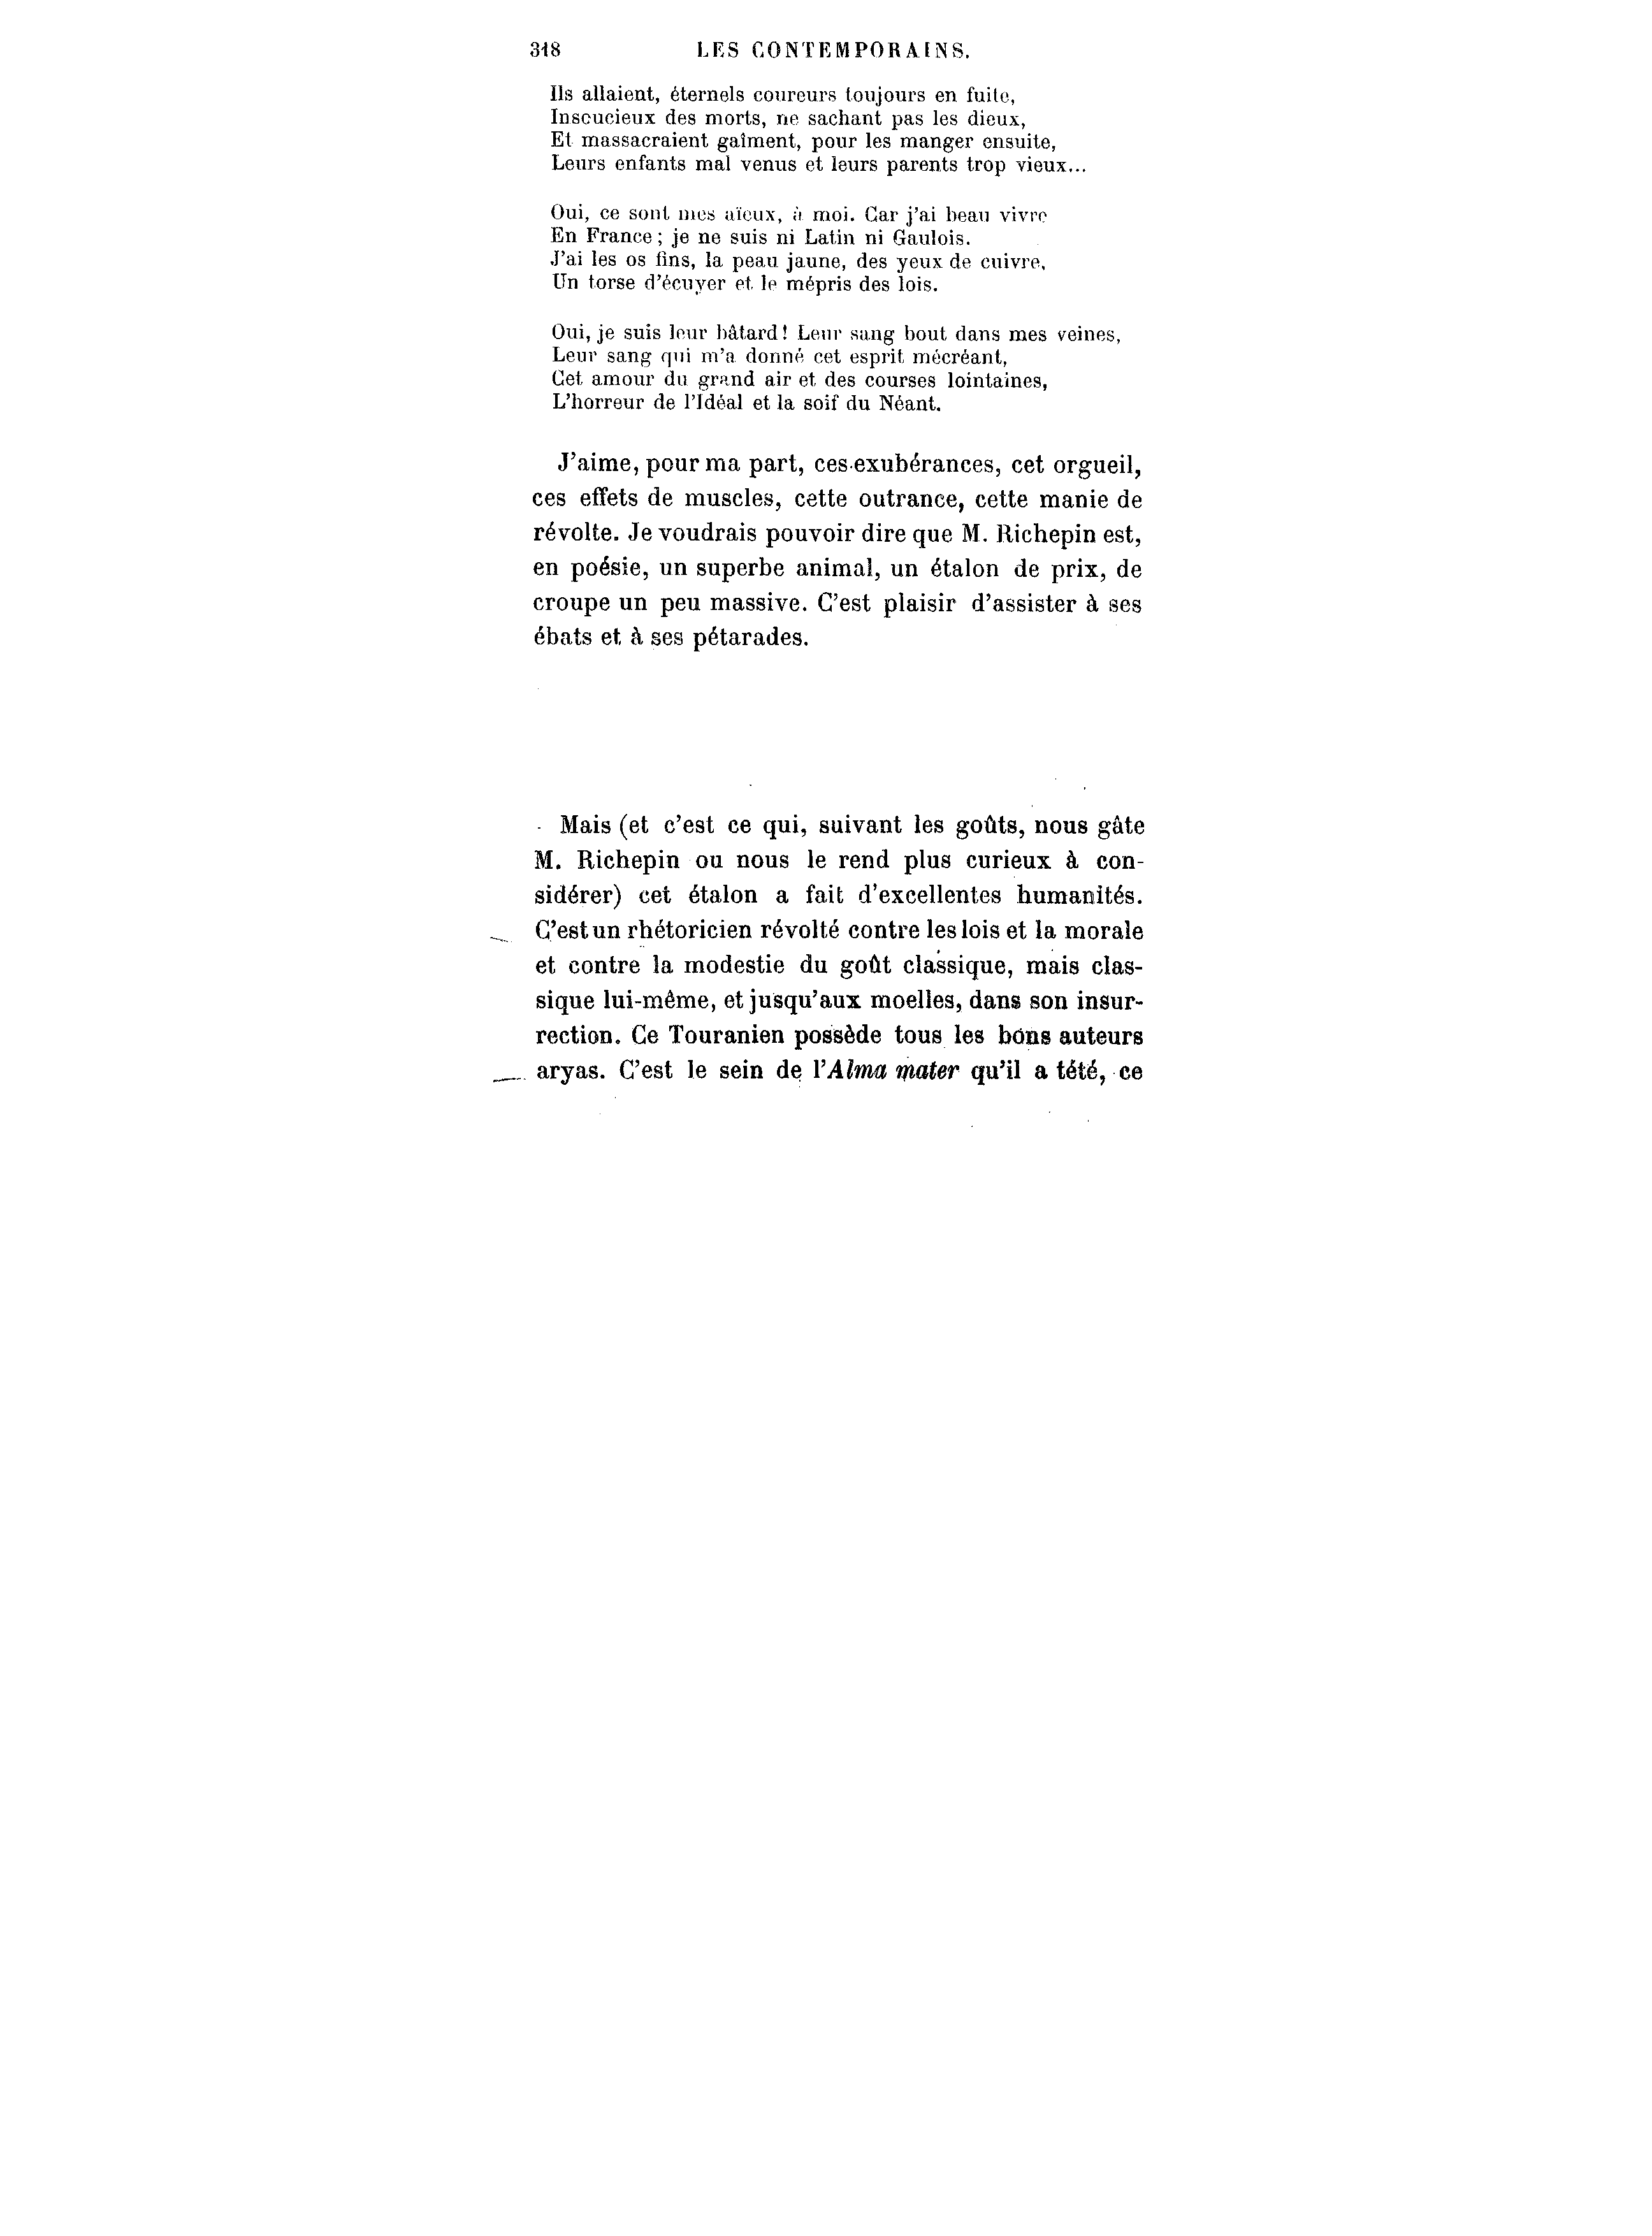 318 LES CONTEMPORAINS.
Ils allaient, éternels coureurs toujours en fuite,
Inscucieux des morts, ne sachant pas les dieux,
Et massacraient gaîment, pour les manger ensuite,
Leurs enfants mal venus et leurs parents trop vieux...
Oui, ce sont mes aïeux, à moi. Car j'ai beau vivre
En France ; je ne suis ni Latin ni Gaulois.
J'ai les os fins, la peau jaune, des yeux de cuivre,
Un torse d'écuyer et le mépris des lois.
Oui, je suis leur bâtard! Leur sang bout dans mes veines,
Leur sang qui m'a donné cet esprit mécréant,
Cet amour du grand air et des courses lointaines,
L'horreur de l'Idéal et la soif du Néant.
J'aime, pour ma part, ces exubérances, cet orgueil,
ces effets de muscles, cette outrance, cette manie de
révolte. Je voudrais pouvoir dire que M. Richepin est,
en poésie, un superbe animal, un étalon de prix, de
croupe un peu massive. C'est plaisir d'assister à ses
ébats et à ses pétarades.
Mais (et c'est ce qui, suivant les goûts, nous gâte
M. Richepin ou nous le rend plus curieux à con-
sidérer) cet étalon a fait d'excellentes humanités.
C'est un rhétoricien révolté contre les lois et la morale
et contre la modestie du goût classique, mais clas-
sique lui-même, et jusqu'aux moelles, dans son insur-
rection. Ce Touranien possède tous les bons auteurs
aryas. C'est le sein de l'Alma mater qu'il a tété, ce